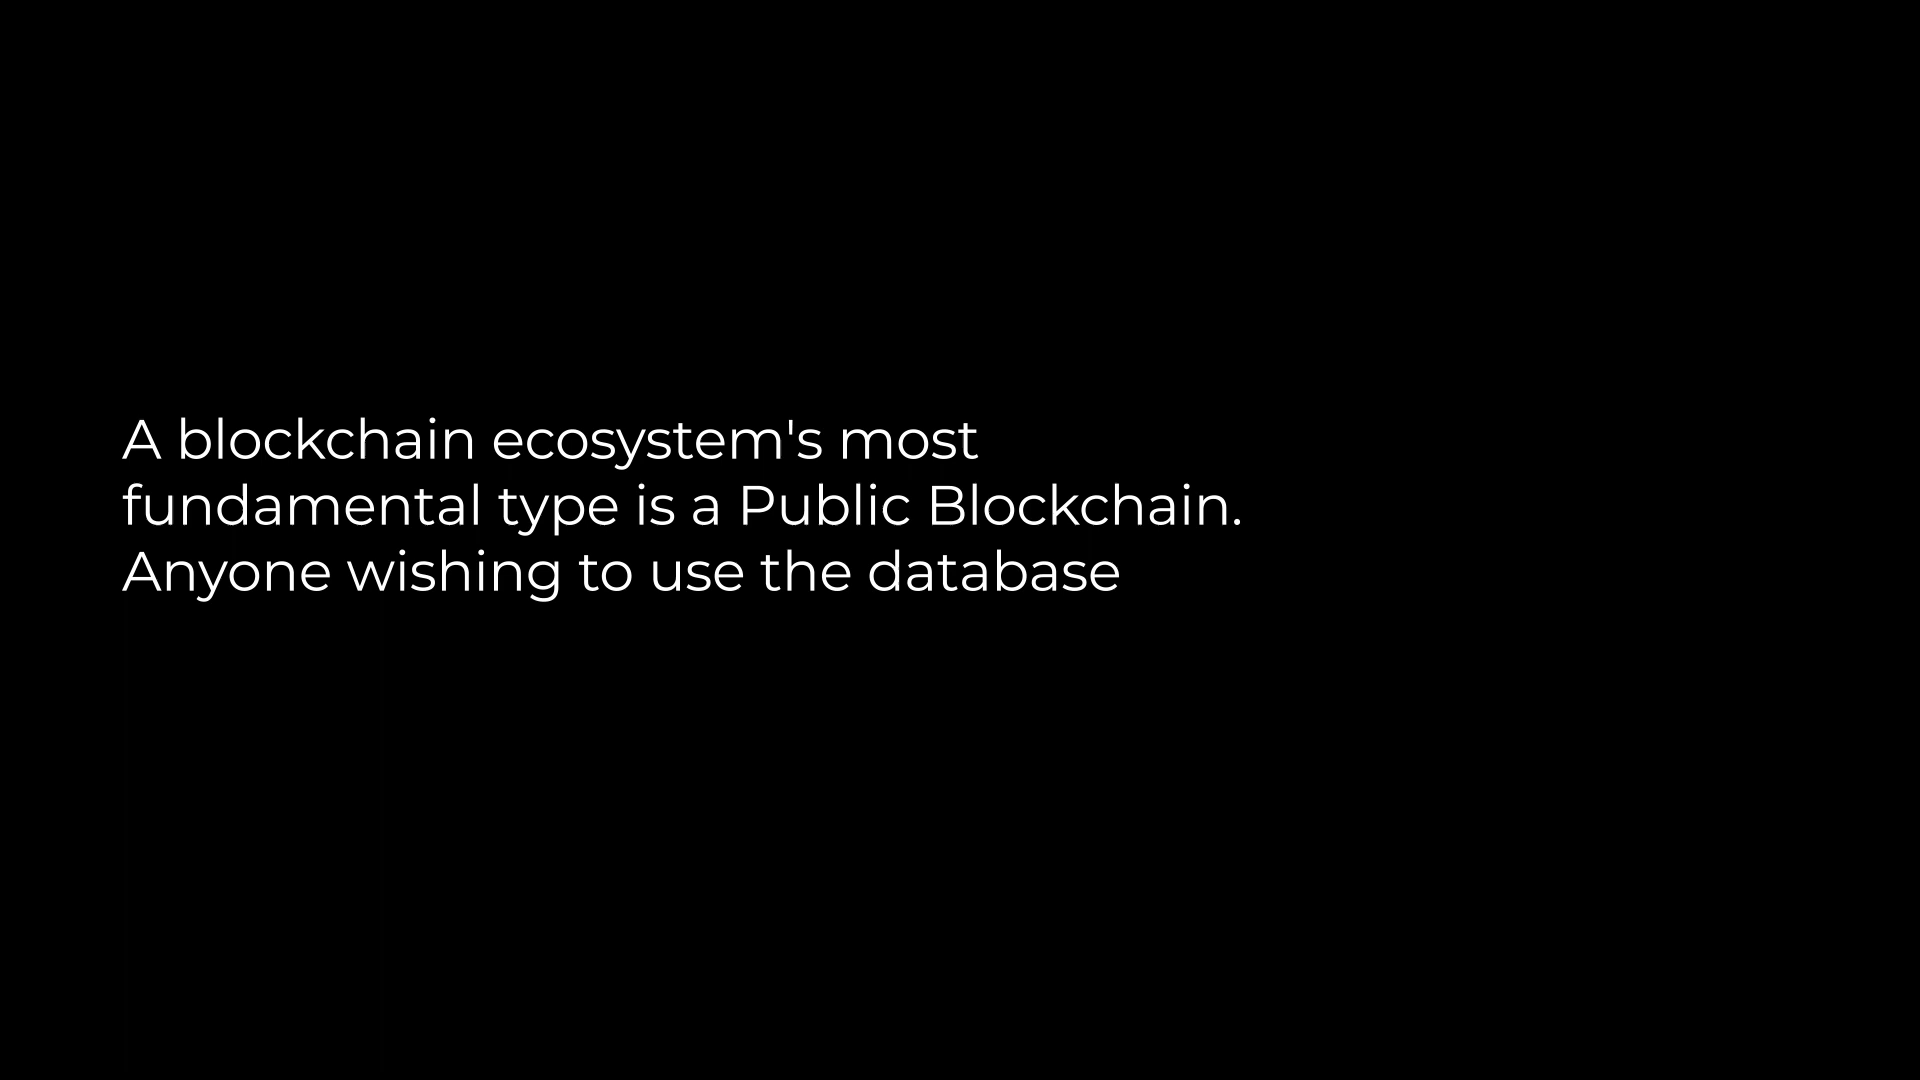 A blockchain ecosystem's most
fundamental type is a Public Blockchain.
Anyone wishing to use the database